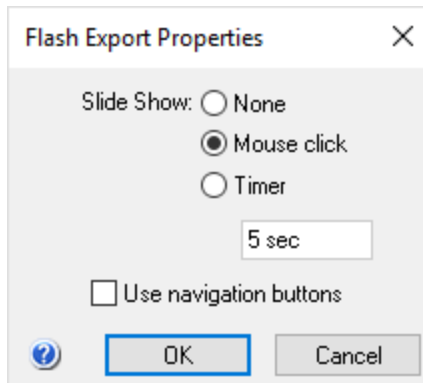 Flash Export Properties
Slide Show: None
Mouse click
Timer
5 sec
Use navigation buttons
OK Cancel